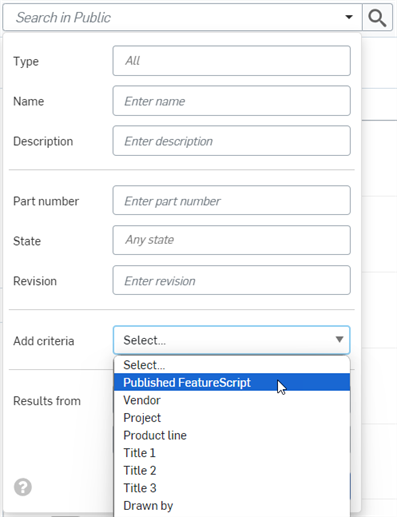 Search in Public
Type All
Name Enter name
Description Enter description
Part number Enter part number
State Any state
Revision Enter revision
Add criteria Select...
Select...
Published FeatureScript
Vendor
Results from
Project
Product line
Title 1
Title 2
Title 3
?
Drawn by